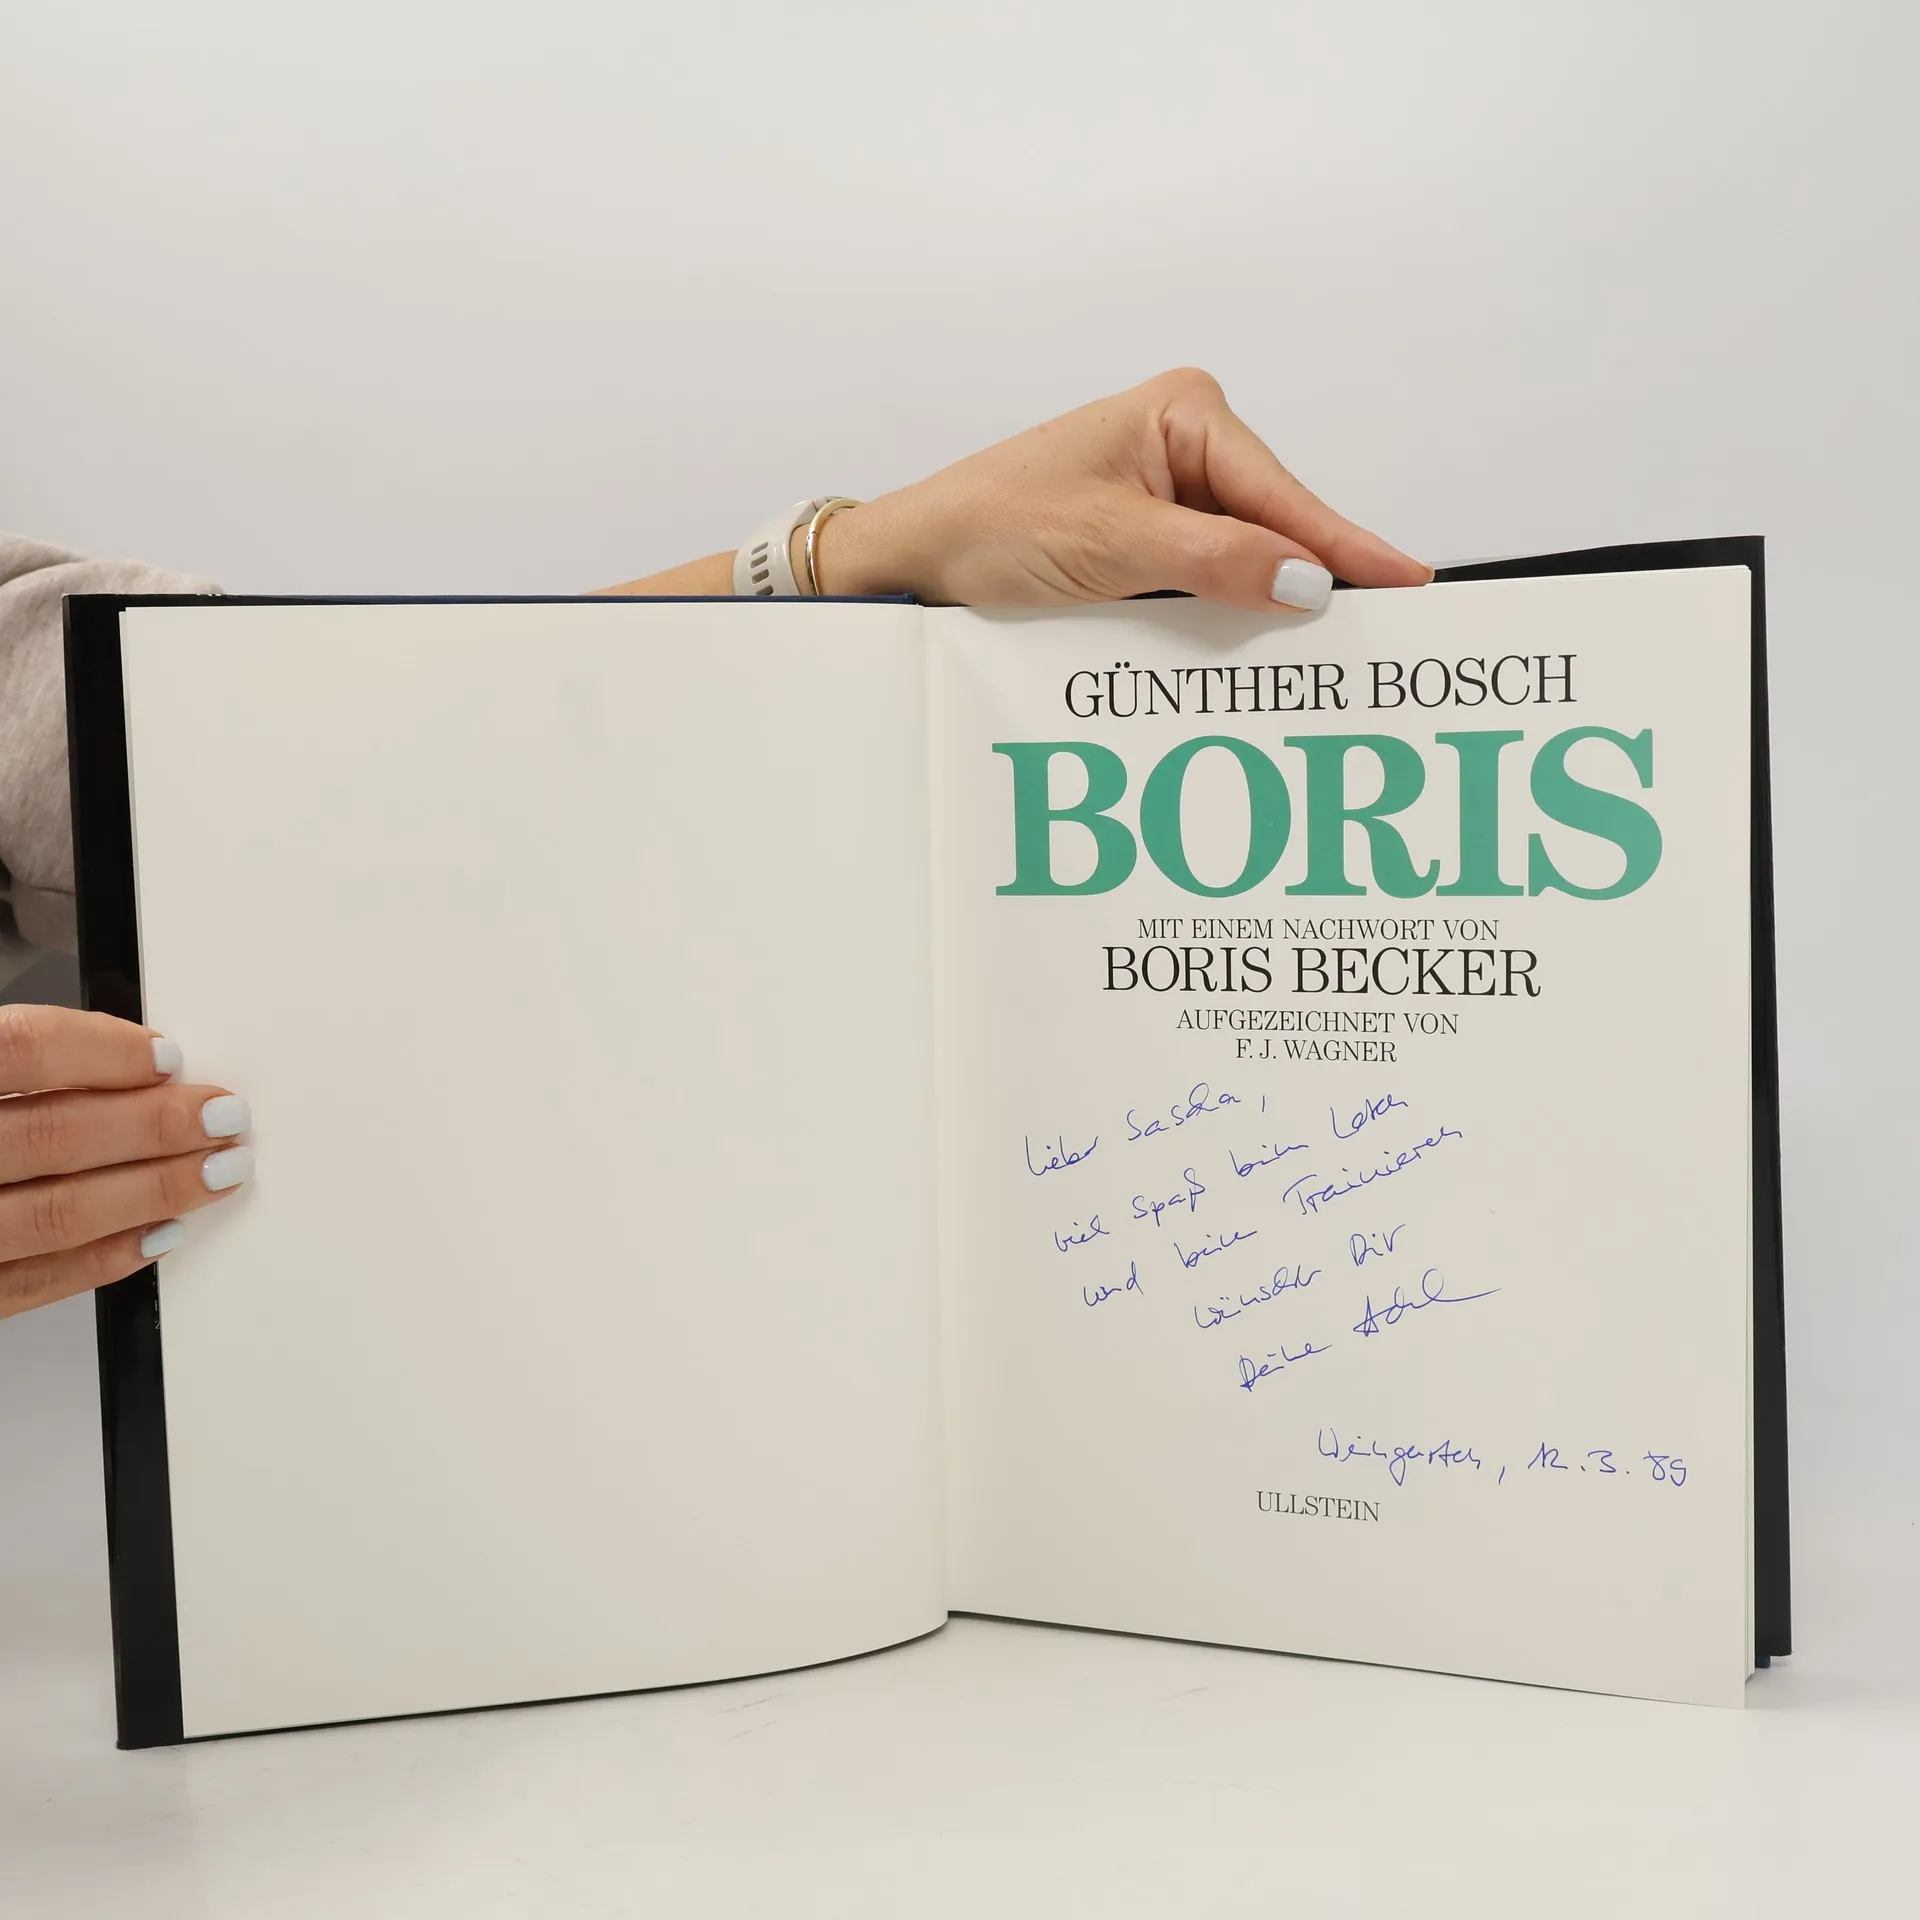 GÜNTHER BOSCH
BORIS
MIT EINEM NACHWORT VON
BORIS BECKER
AUFGEZEICHNET VON
F. J. WAGNER
Lieber Sascha,
viel Spaß beim Lesen
und beim Trainieren
wünscht Dir
Deine
Weingarten, 12.3.89
ULLSTEIN